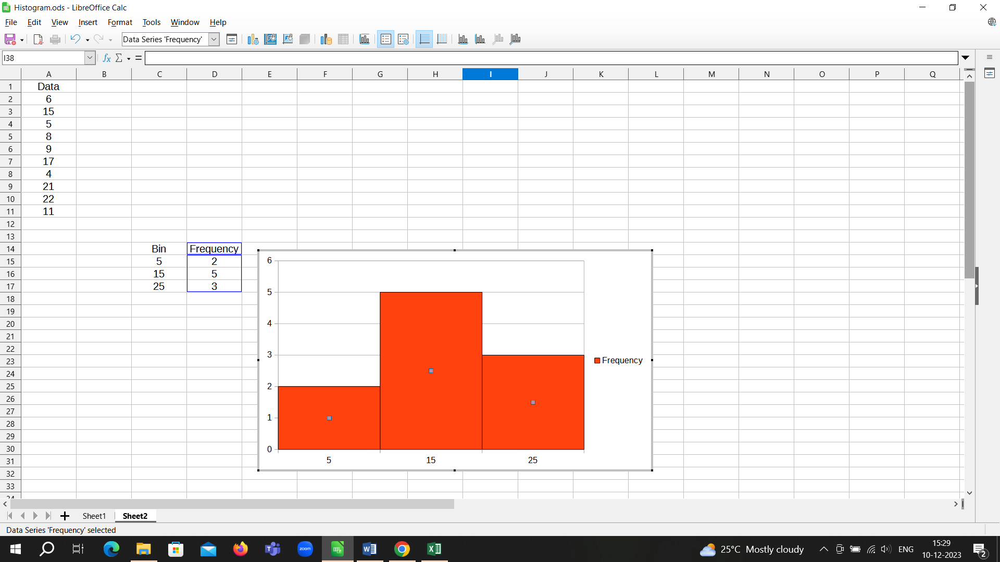 Histogram.ods - LibreOffice Calc
File Edit View Insert Format Tools Window Help
Data Series 'Frequency'
I38 fx Σ =
A B C D E F G H I J K L M N O P Q
1 Data
2 6
3 15
4 5
5 8
6 9
7 17
8 4
9 21
10 22
11 11
12
13
14 Bin Frequency
15 5 2
16 15 5
17 25 3
18
19
20
21
22
23
24
25
26
27
28
29
30
31
32
33
34
6
5
4
3
2
1
0
5 15 25
Frequency
Sheet1 Sheet2
Data Series 'Frequency' selected
zoom
25°C Mostly cloudy ENG 15:29
10-12-2023
2